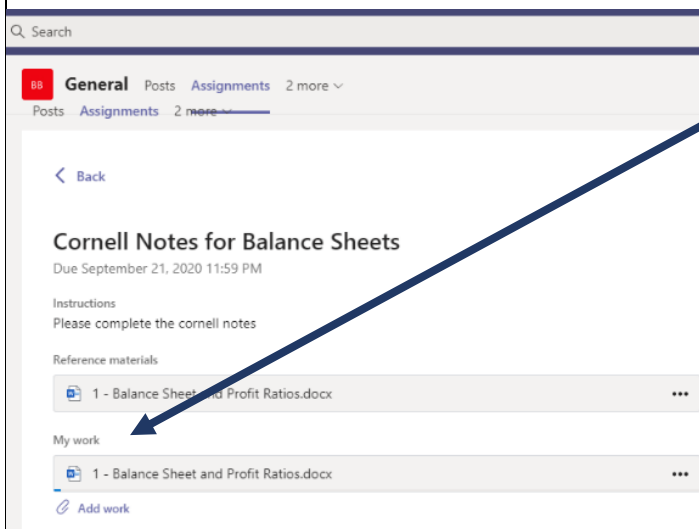 Search
BB General Posts Assignments 2 more
Posts Assignments 2 more
Back
Cornell Notes for Balance Sheets
Due September 21, 2020 11:59 PM
Instructions
Please complete the cornell notes
Reference materials
1 - Balance Sheet and Profit Ratios.docx
My work
1 - Balance Sheet and Profit Ratios.docx
Add work